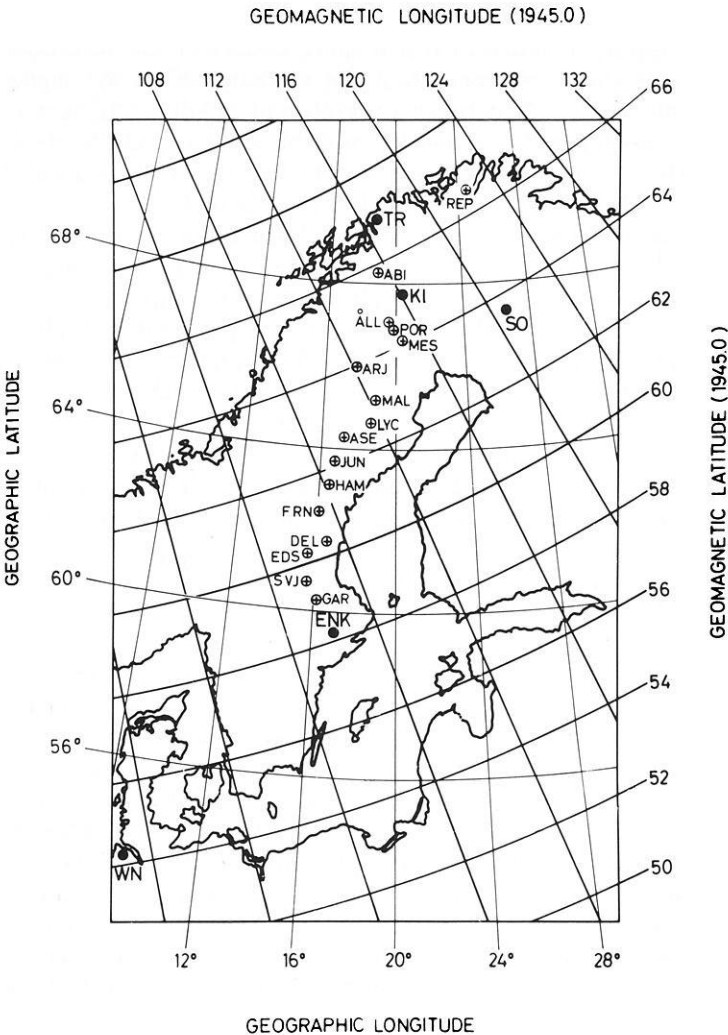 GEOMAGNETIC LONGITUDE (1945.0)
108 112 116 120 124 128 132
66
REP
TR
64
68°
ABI
KI
ÅLL
POR
SO
MES
62
ARJ
60
MAL
64°
LYC
ASE
JUN
58
HAM
FRN
DEL
EDS
60°
SVJ
GAR
56
ENK
54
56°
52
WN
50
12° 16° 20° 24° 28°
GEOGRAPHIC LATITUDE
GEOMAGNETIC LATITUDE (1945.0)
GEOGRAPHIC LONGITUDE